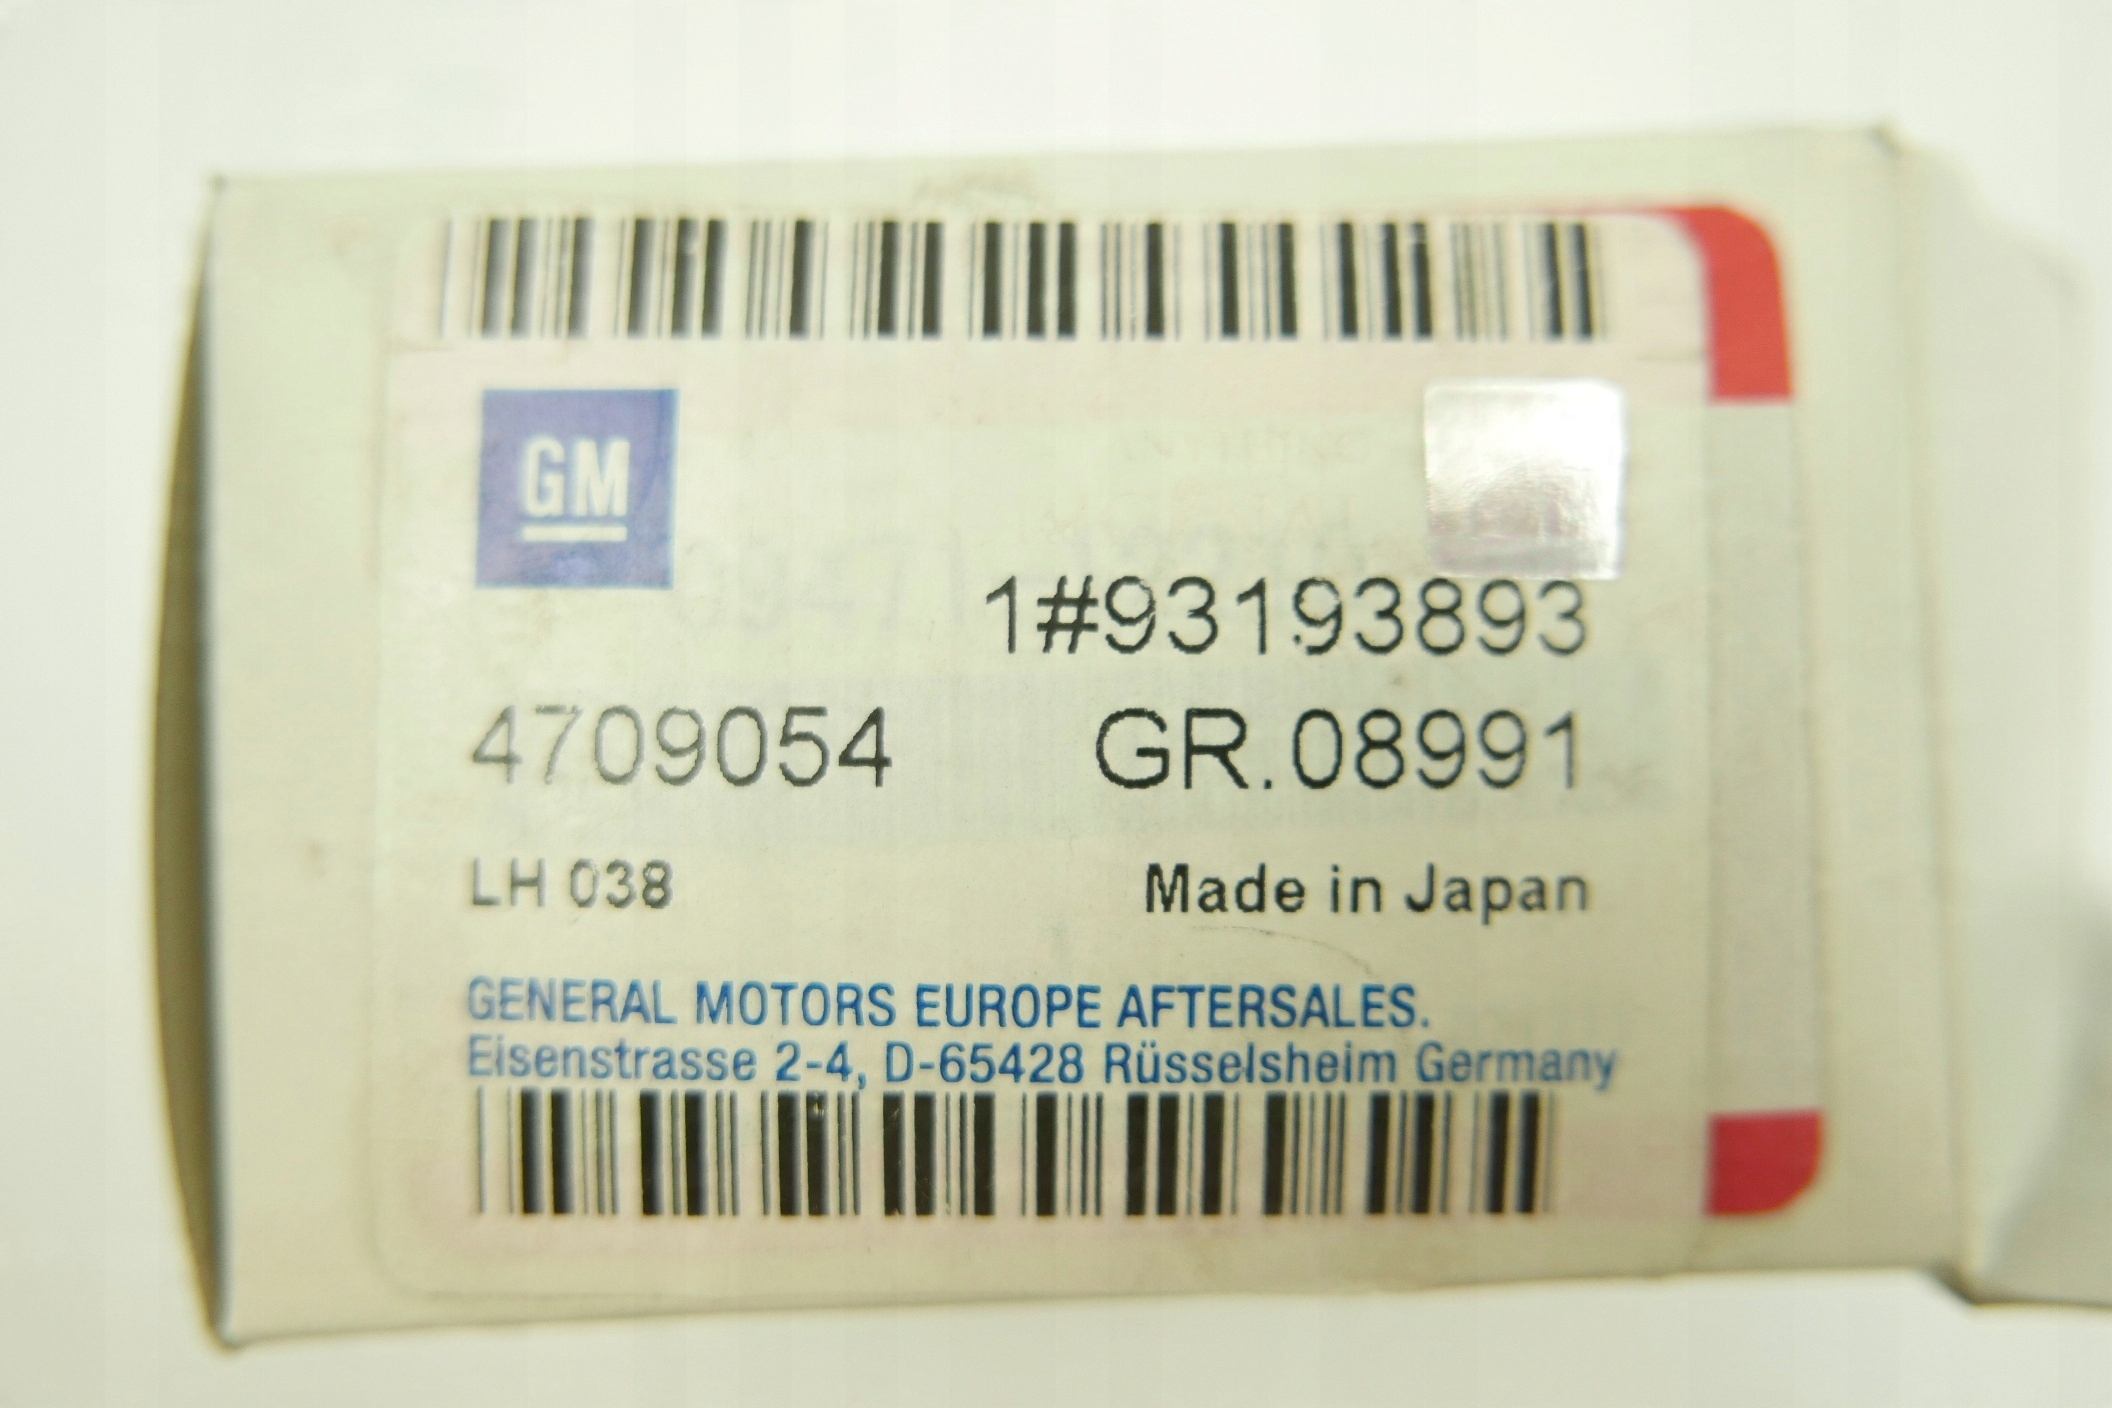 GM
1#93193893
4709054 GR.08991
LH 038 Made in Japan
GENERAL MOTORS EUROPE AFTERSALES.
Eisenstrasse 2-4, D-65428 Rüsselsheim Germany